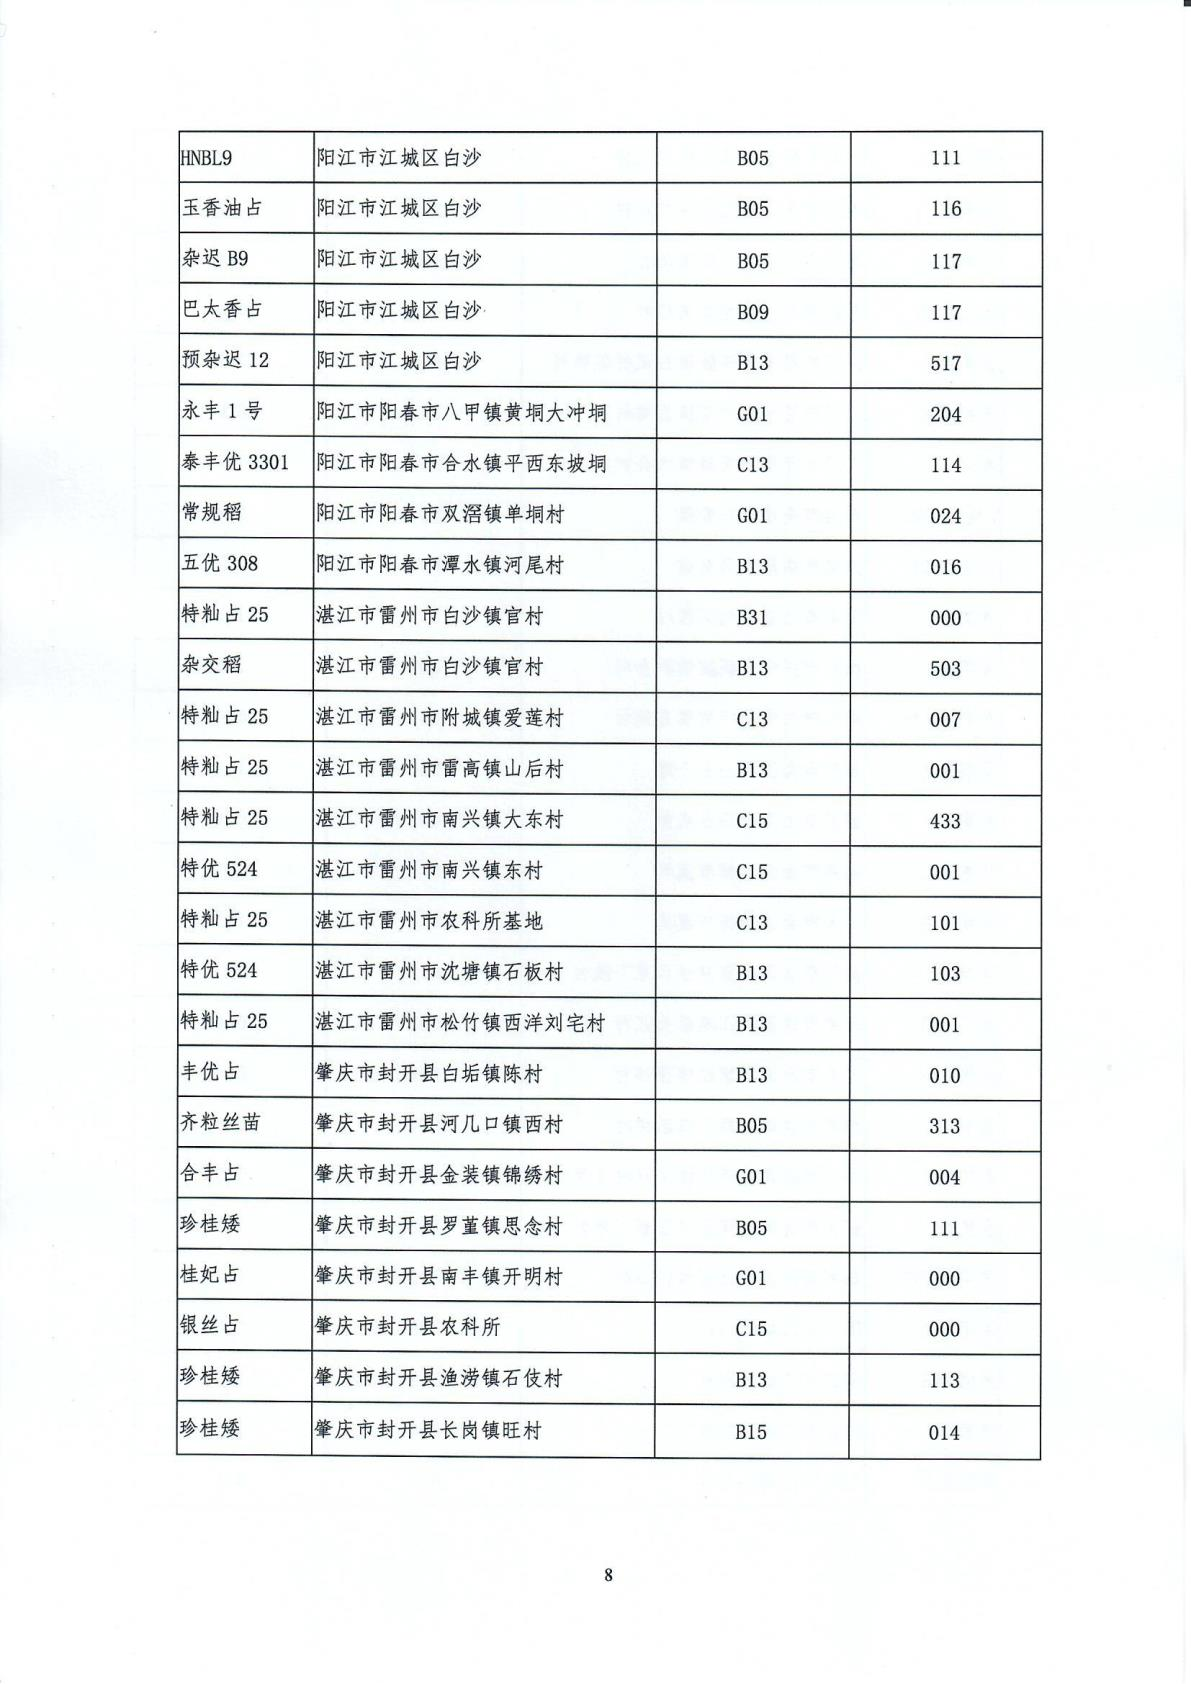 HNBL9 阳江市江城区白沙 B05 111
玉香油占 阳江市江城区白沙 B05 116
杂迟 B9 阳江市江城区白沙 B05 117
巴太香占 阳江市江城区白沙 B09 117
预杂迟 12 阳江市江城区白沙 B13 517
永丰 1 号 阳江市阳春市八甲镇黄垌大冲垌 G01 204
泰丰优 3301 阳江市阳春市合水镇平西东坡垌 C13 114
常规稻 阳江市阳春市双滘镇单垌村 G01 024
五优 308 阳江市阳春市潭水镇河尾村 B13 016
特籼占 25 湛江市雷州市白沙镇官村 B31 000
杂交稻 湛江市雷州市白沙镇官村 B13 503
特籼占 25 湛江市雷州市附城镇爱莲村 C13 007
特籼占 25 湛江市雷州市雷高镇山后村 B13 001
特籼占 25 湛江市雷州市南兴镇大东村 C15 433
特优 524 湛江市雷州市南兴镇东村 C15 001
特籼占 25 湛江市雷州市农科所基地 C13 101
特优 524 湛江市雷州市沈塘镇石板村 B13 103
特籼占 25 湛江市雷州市松竹镇西洋刘宅村 B13 001
丰优占 肇庆市封开县白垢镇陈村 B13 010
齐粒丝苗 肇庆市封开县河几口镇西村 B05 313
合丰占 肇庆市封开县金装镇锦绣村 G01 004
珍桂矮 肇庆市封开县罗董镇思念村 B05 111
桂妃占 肇庆市封开县南丰镇开明村 G01 000
银丝占 肇庆市封开县农科所 C15 000
珍桂矮 肇庆市封开县渔涝镇石伎村 B13 113
珍桂矮 肇庆市封开县长岗镇旺村 B15 014
8